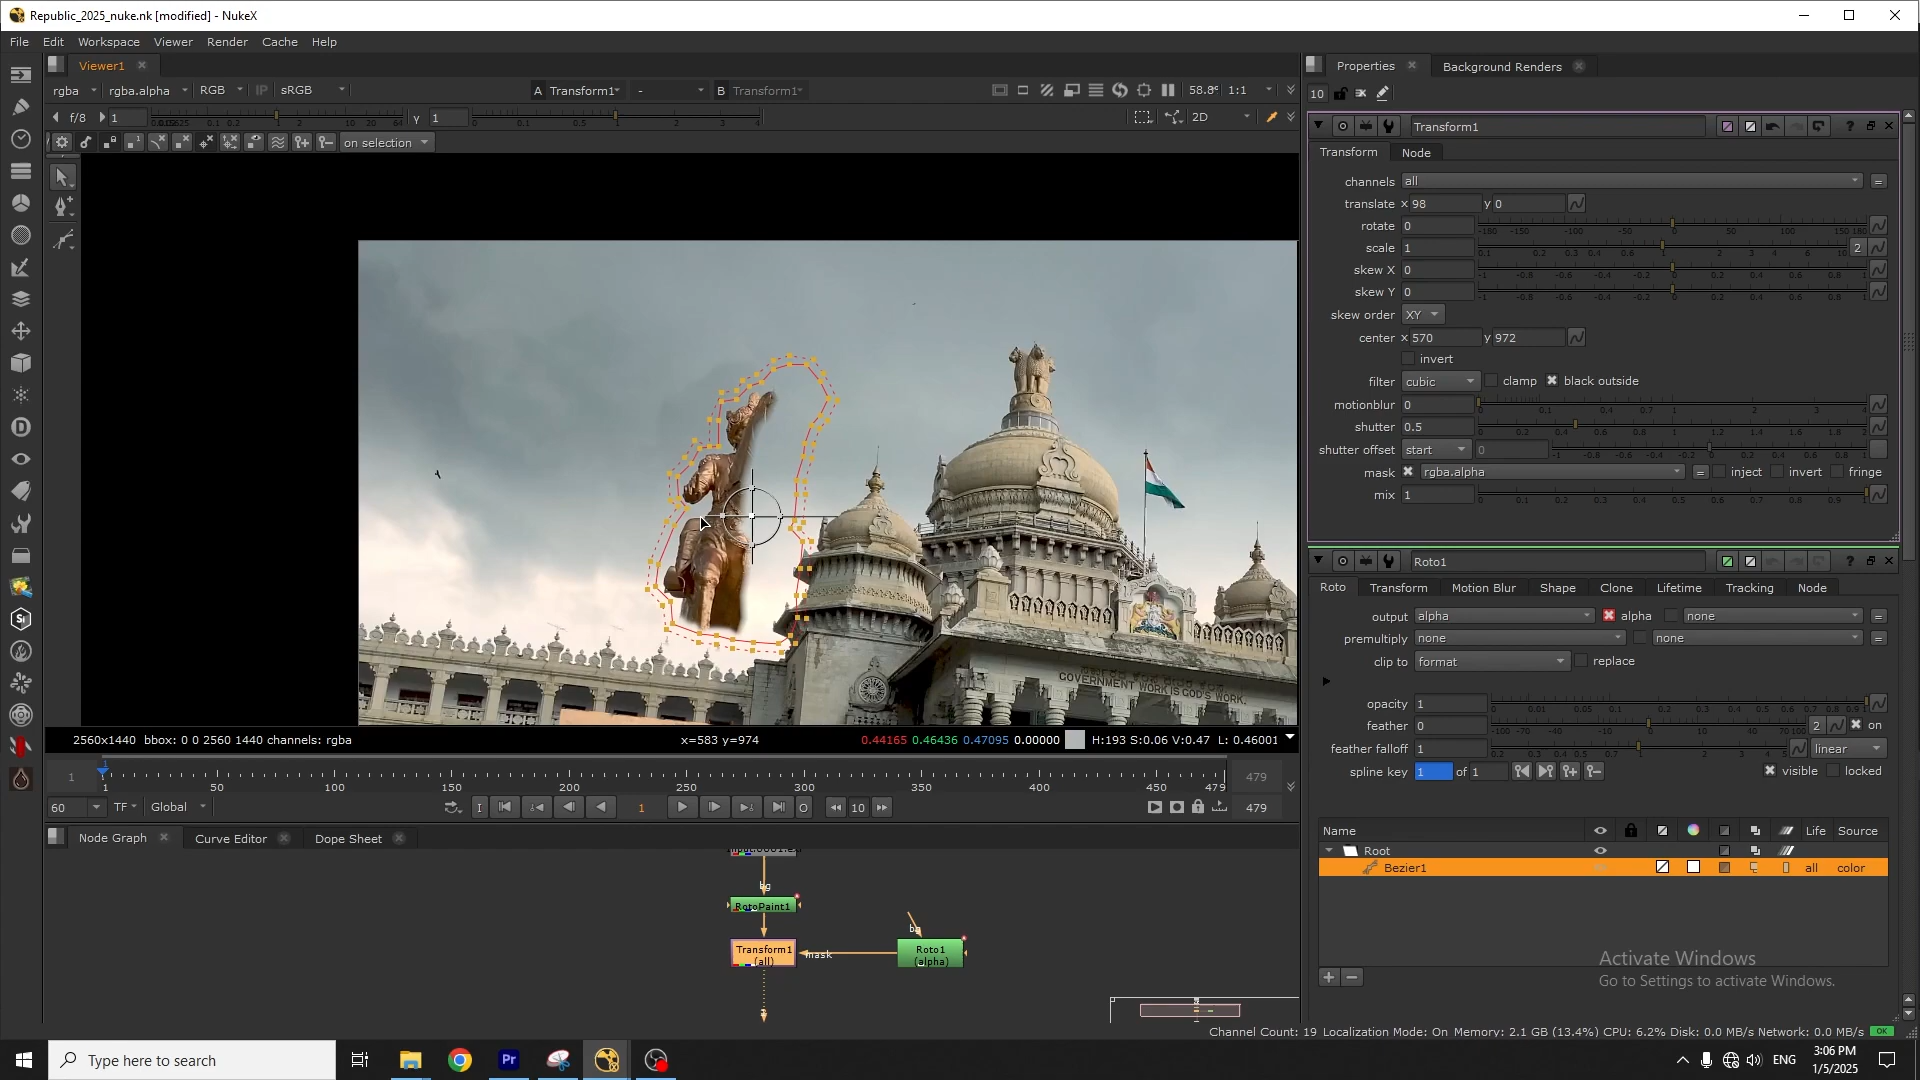 Republic_2025_nuke.nk [modified] - NukeX
File Edit Workspace Viewer Render Cache Help
Viewer1
rgba rgba.alpha RGB IP sRGB A Transform1 - B Transform1 58.8% 1:1
f/8 1 γ 1 2D
on selection
GOVERNMENT WORK IS GOD'S WORK
2560x1440 bbox: 0 0 2560 1440 channels: rgba x=583 y=974 0.44165 0.46436 0.47095 0.00000 H:193 S:0.06 V:0.47 L: 0.46001
1 1 50 100 150 200 250 300 350 400 450 479 479
60 TF Global I 1 O 10 479
Node Graph Curve Editor Dope Sheet
bg
RotoPaint1
bg
Transform1
(all)
mask
Roto1
(alpha)
Properties Background Renders
10
Transform1
Transform Node
channels all
translate x 98 y 0
rotate 0
scale 1 2
skew X 0
skew Y 0
skew order XY
center x 570 y 972
invert
filter cubic clamp black outside
motionblur 0
shutter 0.5
shutter offset start 0
mask rgba.alpha inject invert fringe
mix 1
Roto1
Roto Transform Motion Blur Shape Clone Lifetime Tracking Node
output alpha alpha none
premultiply none none
clip to format replace
opacity 1
feather 0 2 on
feather falloff 1 linear
spline key 1 of 1 visible locked
Name Life Source
Root
Bezier1 all color
Activate Windows
Go to Settings to activate Windows.
Channel Count: 19 Localization Mode: On Memory: 2.1 GB (13.4%) CPU: 6.2% Disk: 0.0 MB/s Network: 0.0 MB/s OK
Type here to search
Pr
ENG
3:06 PM
1/5/2025